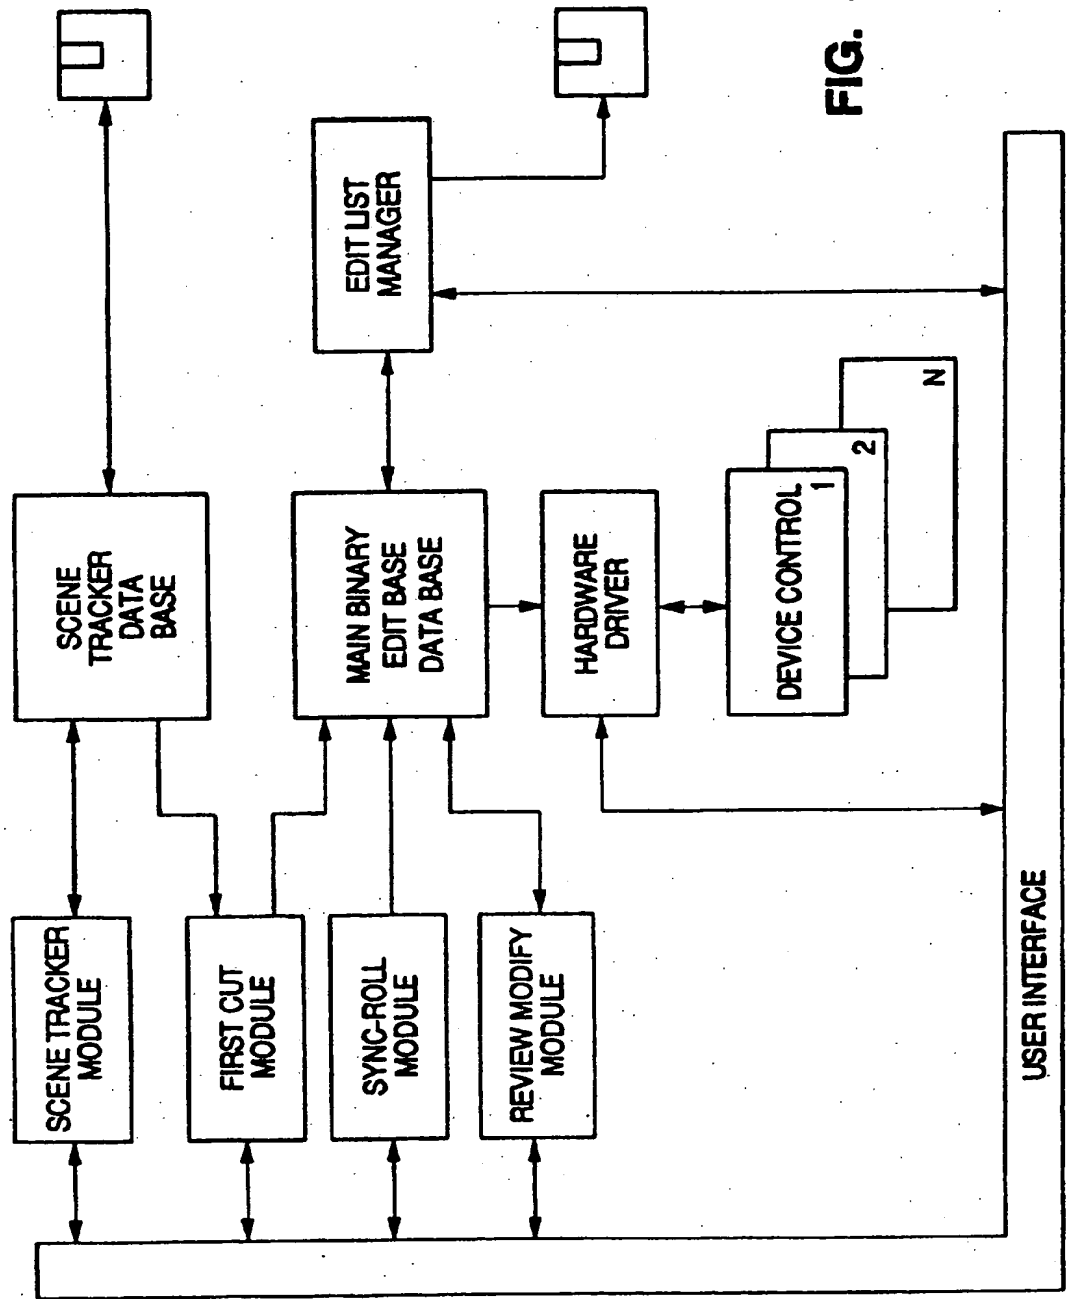 SCENE TRACKER
MODULE
SCENE
TRACKER
DATA
BASE
FIRST CUT
MODULE
SYNC-ROLL
MODULE
REVIEW MODIFY
MODULE
MAIN BINARY
EDIT BASE
DATA BASE
EDIT LIST
MANAGER
HARDWARE
DRIVER
DEVICE CONTROL
1
2
N
USER INTERFACE
FIG.